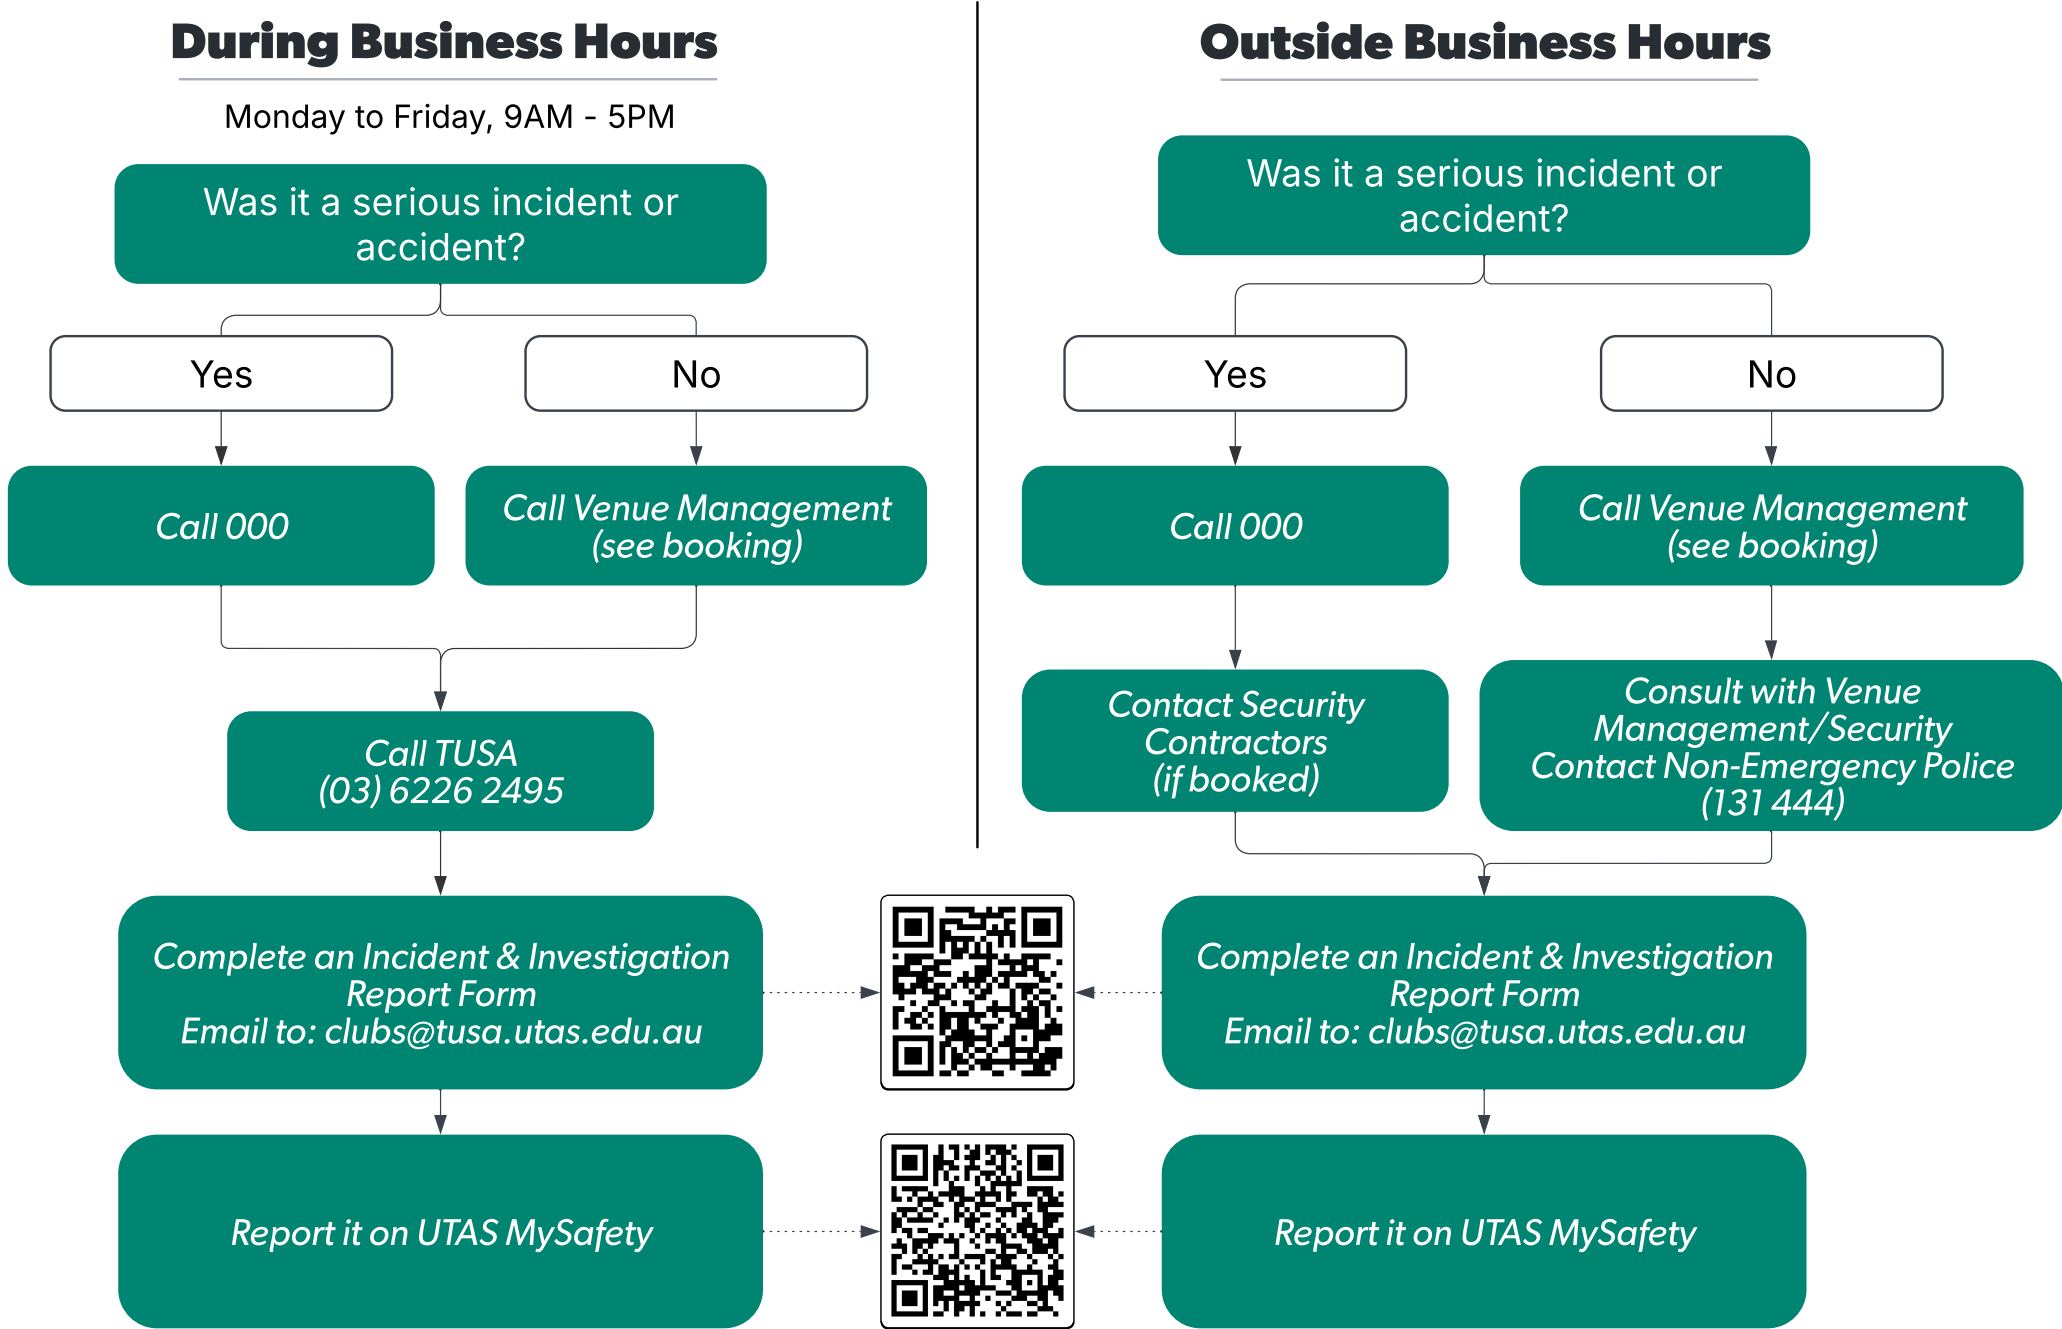 During Business Hours
Monday to Friday, 9AM - 5PM
Was it a serious incident or
accident?
Yes
No
Call 000
Call Venue Management
(see booking)
Call TUSA
(03) 6226 2495
Complete an Incident & Investigation
Report Form
Email to: clubs@tusa.utas.edu.au
Report it on UTAS MySafety
Outside Business Hours
Was it a serious incident or
accident?
Yes
No
Call 000
Call Venue Management
(see booking)
Contact Security
Contractors
(if booked)
Consult with Venue
Management/Security
Contact Non-Emergency Police
(131 444)
Complete an Incident & Investigation
Report Form
Email to: clubs@tusa.utas.edu.au
Report it on UTAS MySafety